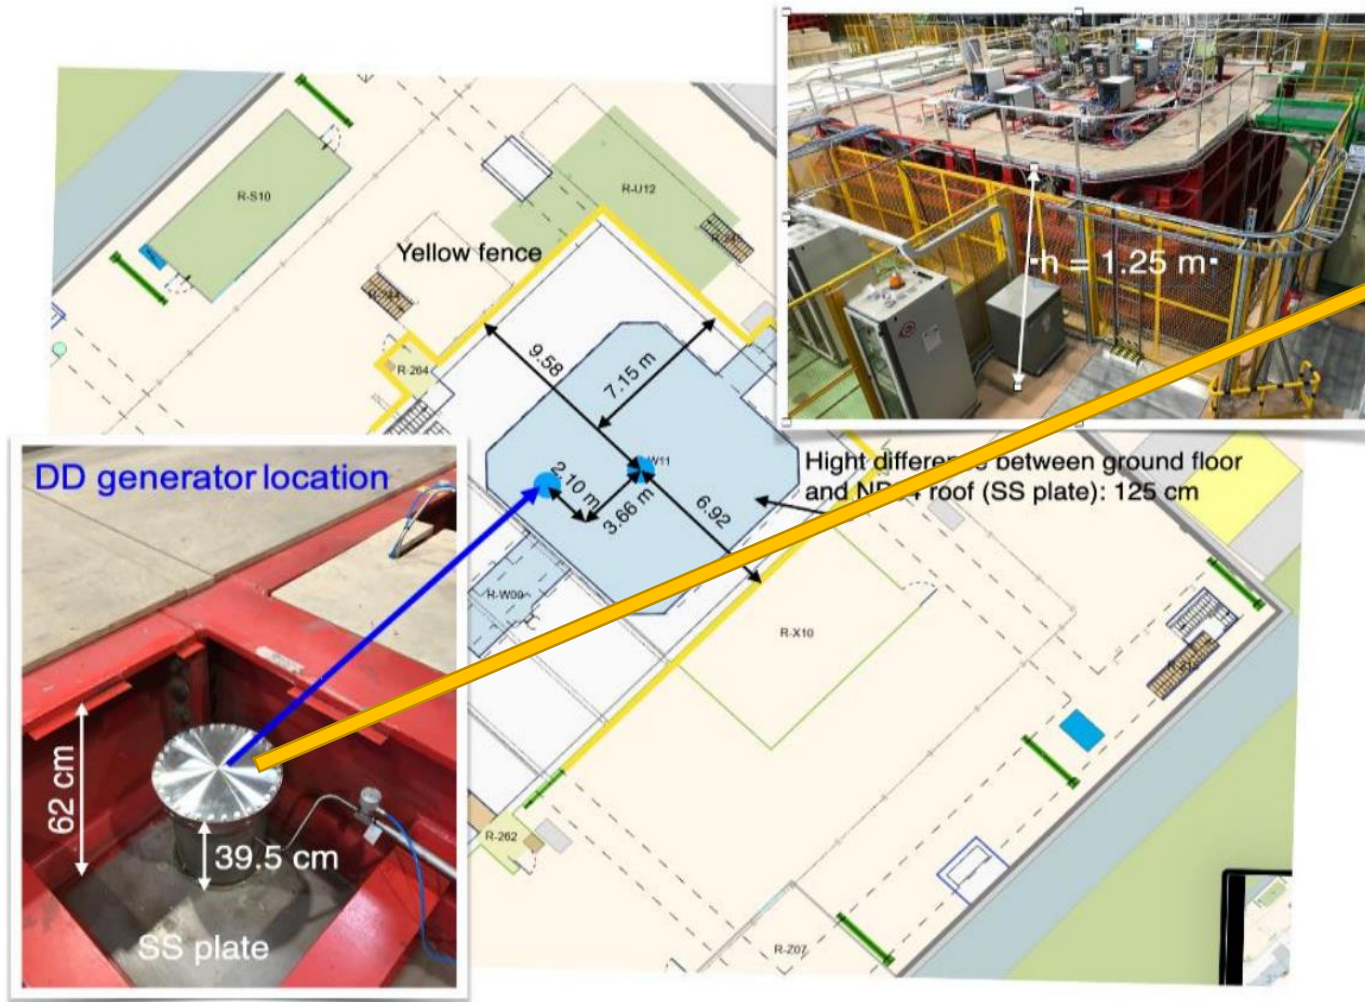 R-S10
R-U12
Yellow fence
h = 1.25 m
9.58
7.15 m
R-264
DD generator location
W11
2.10 m
3.66 m
6.92
Hight difference between ground floor
and roof (SS plate): 125 cm
R-W00
R-X10
62 cm
39.5 cm
R-262
SS plate
R-Z07